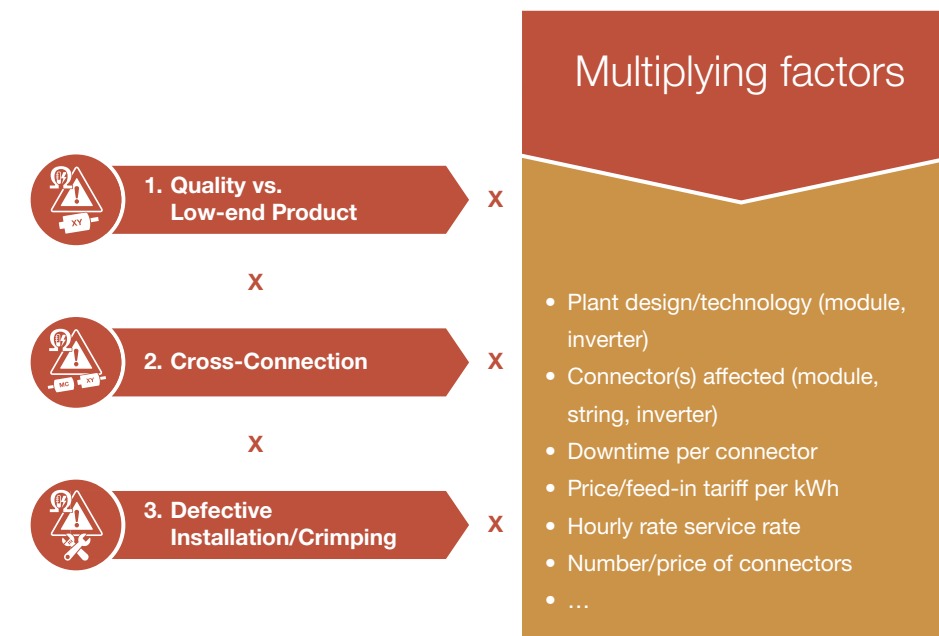 Multiplying factors
1. Quality vs.
Low-end Product
X
XY
X
2. Cross-Connection
X
MC
XY
X
3. Defective
Installation/Crimping
X
• Plant design/technology (module,
inverter)
• Connector(s) affected (module,
string, inverter)
• Downtime per connector
• Price/feed-in tariff per kWh
• Hourly rate service rate
• Number/price of connectors
• …
Ω
Ω
Ω